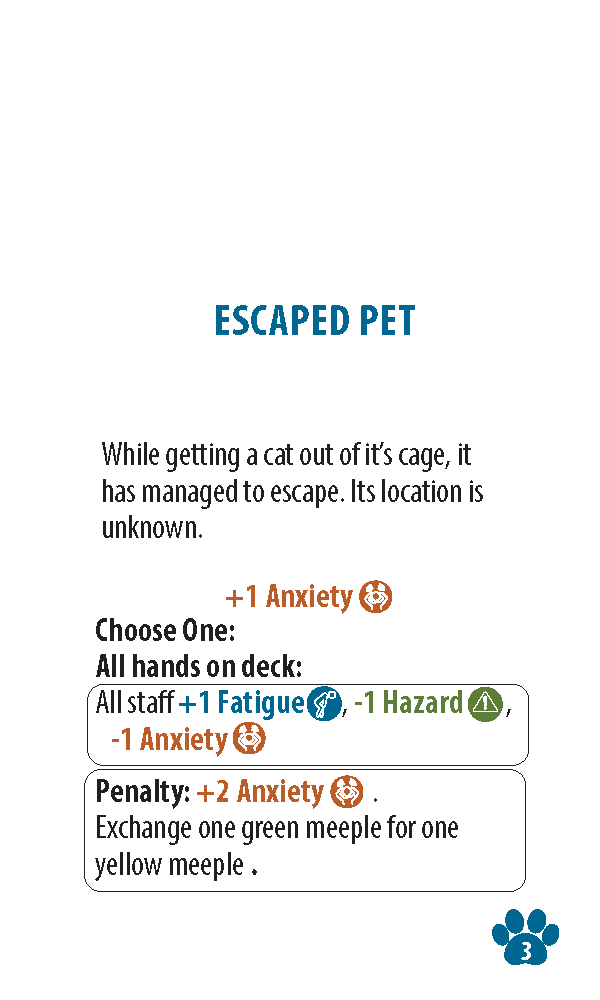 ESCAPED PET
While getting a cat out of it’s cage, it
has managed to escape. Its location is
unknown.
+1 Anxiety
Choose One:
All hands on deck:
All staff +1 Fatigue , -1 Hazard ,
-1 Anxiety
Penalty: +2 Anxiety .
Exchange one green meeple for one
yellow meeple .
3